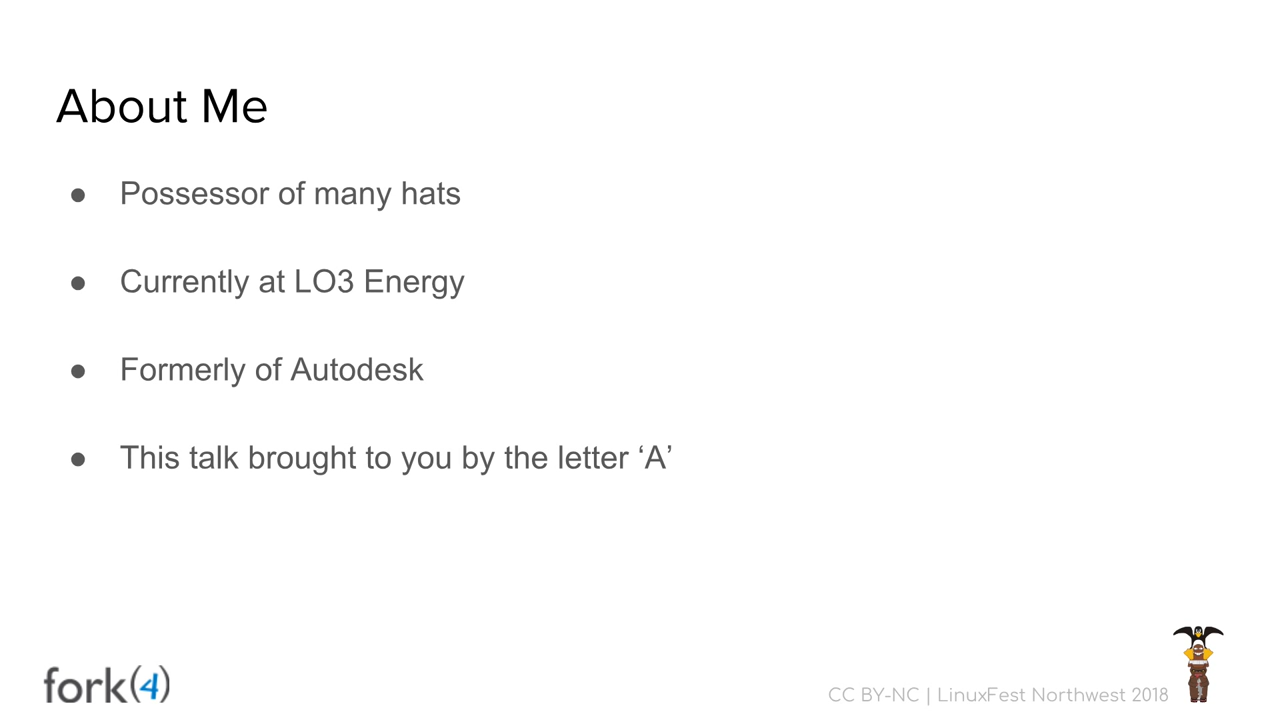 About Me
● Possessor of many hats
● Currently at LO3 Energy
● Formerly of Autodesk
● This talk brought to you by the letter ‘A’
fork(4)
CC BY-NC | LinuxFest Northwest 2018